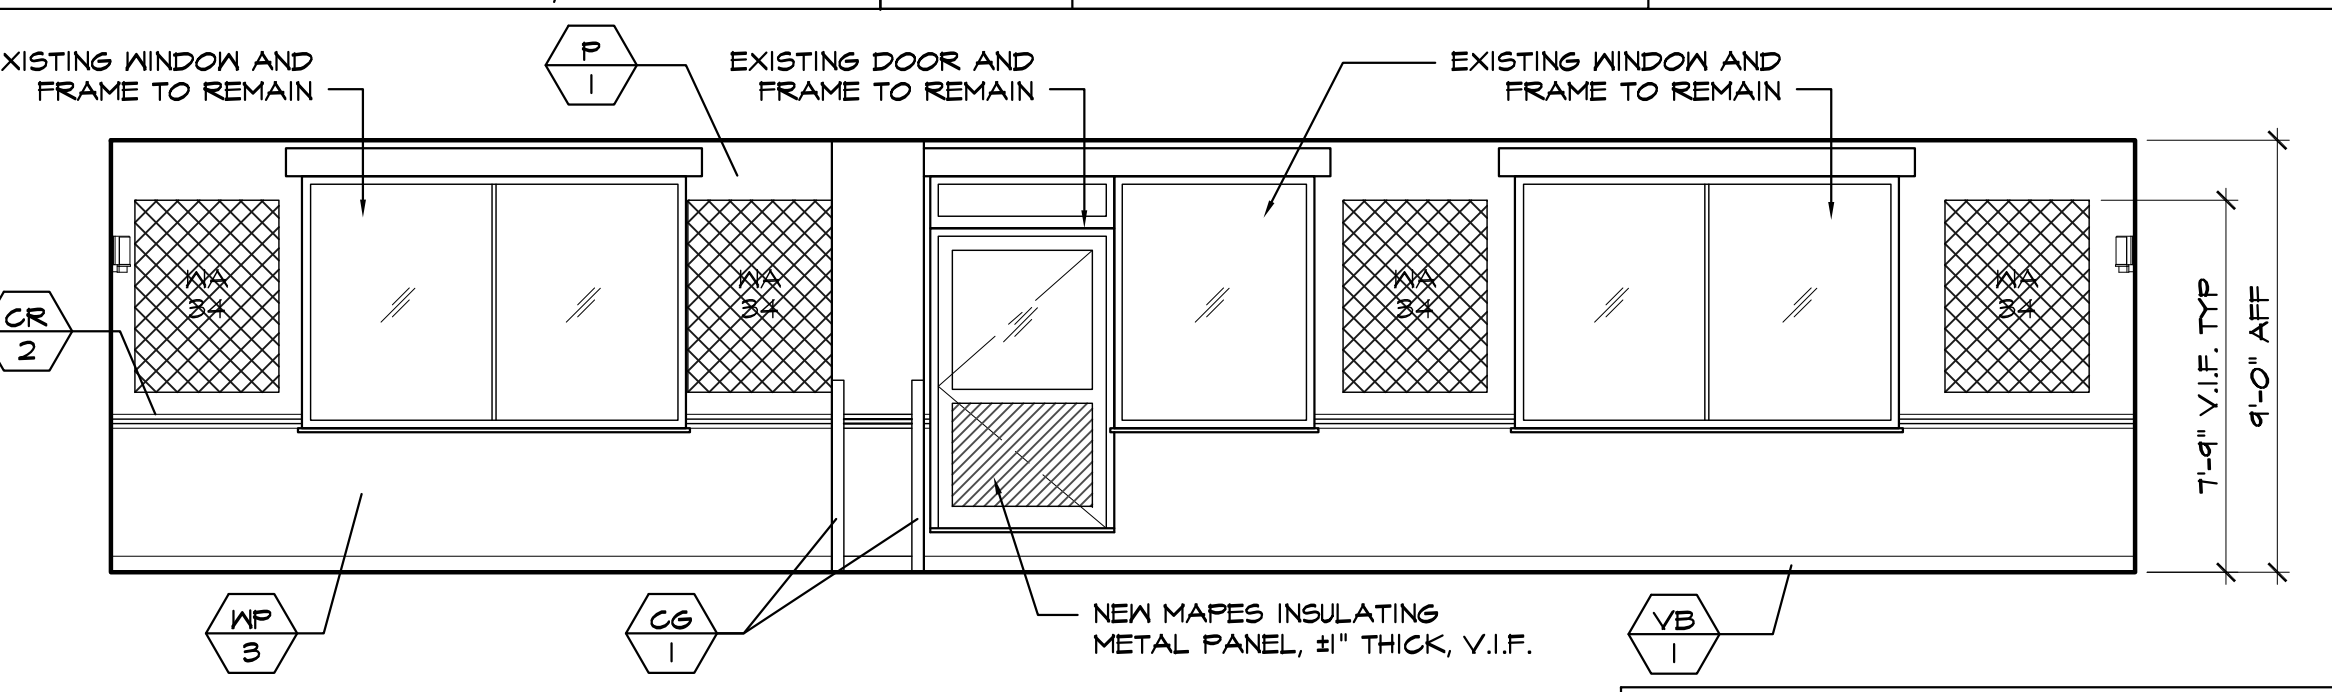 XISTING WINDOW AND
FRAME TO REMAIN
P
1
EXISTING DOOR AND
FRAME TO REMAIN
EXISTING WINDOW AND
FRAME TO REMAIN
WA
34
WA
34
WA
34
WA
34
CR
2
7'-9" V.I.F. TYP
9'-0" AFF
WP
3
CG
1
NEW MAPES INSULATING
METAL PANEL, ±1" THICK, V.I.F.
VB
1